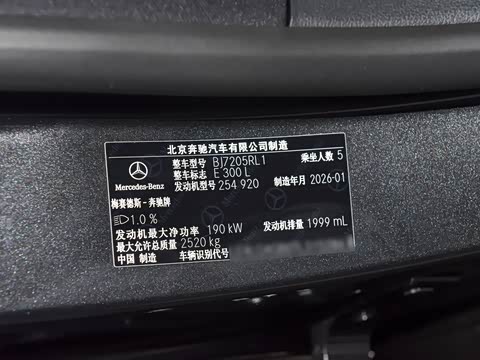 北京奔驰汽车有限公司制造
Mercedes-Benz
整车型号 BJ7205RL1 乘坐人数 5
整车标志 E 300 L
发动机型号 254 920 制造年月 2026-01
梅赛德斯-奔驰牌
1.0 %
发动机最大净功率 190 kW 发动机排量 1999 mL
最大允许总质量 2520 kg
中国 制造 车辆识别代号